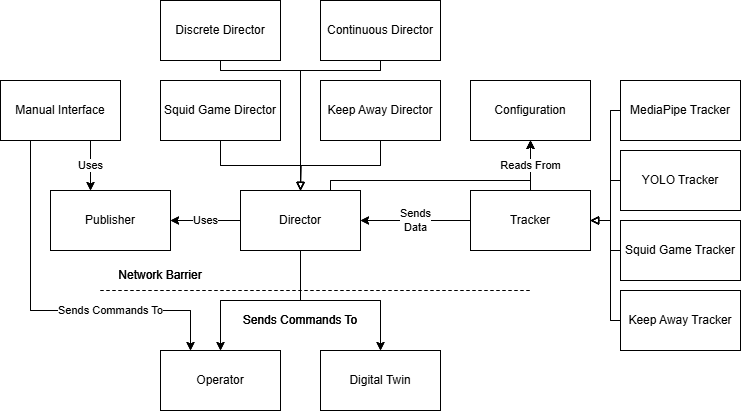 Discrete Director
Continuous Director
Manual Interface
Squid Game Director
Keep Away Director
Configuration
MediaPipe Tracker
Uses
Reads From
YOLO Tracker
Publisher
Uses
Director
Sends
Data
Tracker
Squid Game Tracker
Network Barrier
Sends Commands To
Sends Commands To
Keep Away Tracker
Operator
Digital Twin